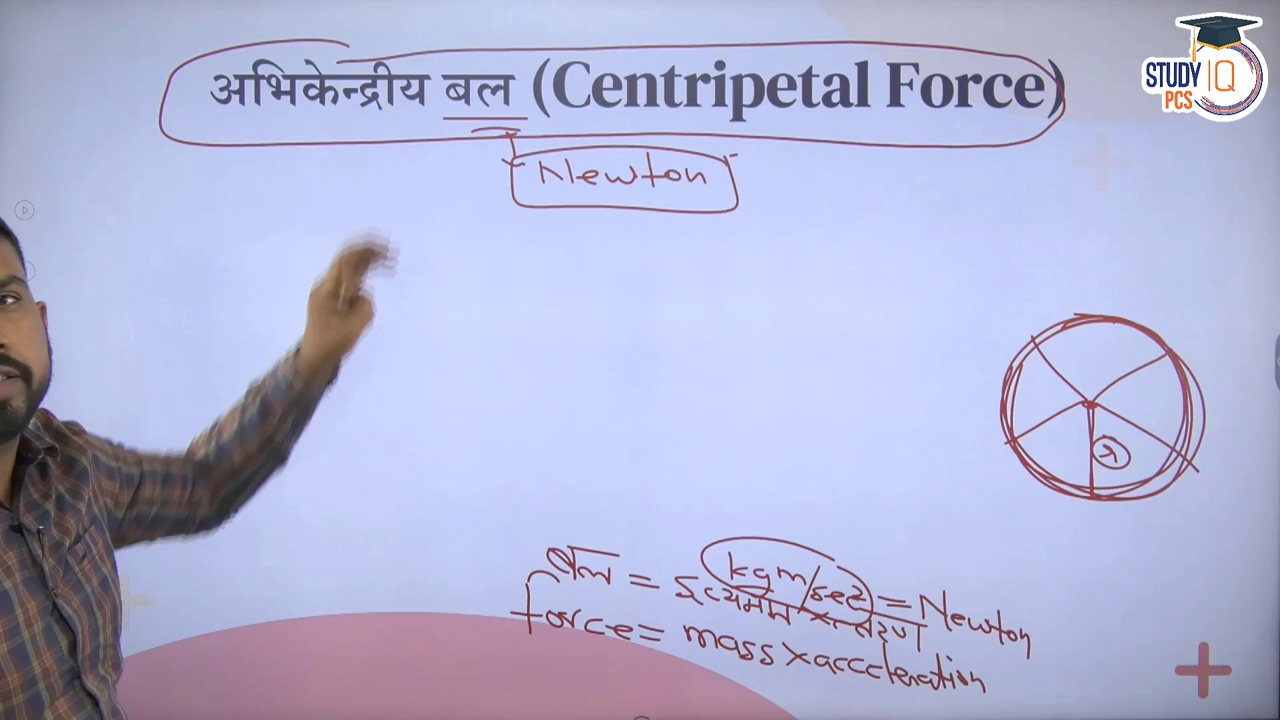 अभिकेन्द्रीय बल (Centripetal Force)
STUDY IQ
PCS
Newton
r
kgm/sec² = Newton
बल = द्रव्यमान × त्वरण
force = mass × acceleration